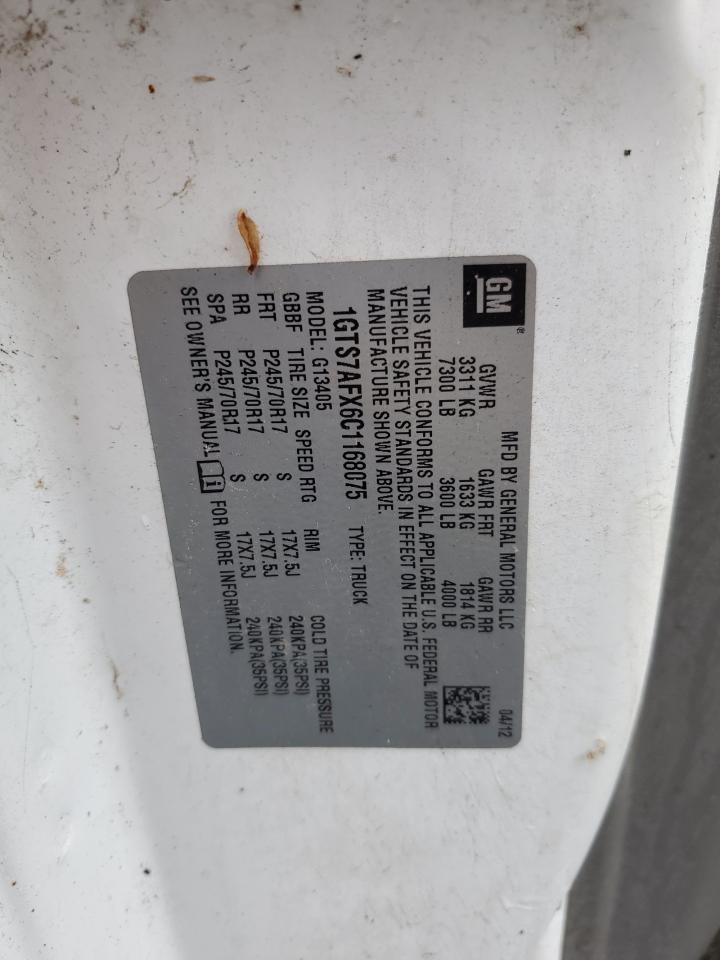 GM ®
MFD BY GENERAL MOTORS LLC 04/12
GVWR GAWR FRT GAWR RR
3311 KG 1633 KG 1814 KG
7300 LB 3600 LB 4000 LB
THIS VEHICLE CONFORMS TO ALL APPLICABLE U.S. FEDERAL MOTOR
VEHICLE SAFETY STANDARDS IN EFFECT ON THE DATE OF
MANUFACTURE SHOWN ABOVE.
1GTS7AFX6C1168075 TYPE: TRUCK
MODEL: G13405
GBBF TIRE SIZE SPEED RTG RIM COLD TIRE PRESSURE
FRT P245/70R17 S 17X7.5J 240KPA(35PSI)
RR P245/70R17 S 17X7.5J 240KPA(35PSI)
SPA P245/70R17 S 17X7.5J 240KPA(35PSI)
SEE OWNER'S MANUAL i FOR MORE INFORMATION.